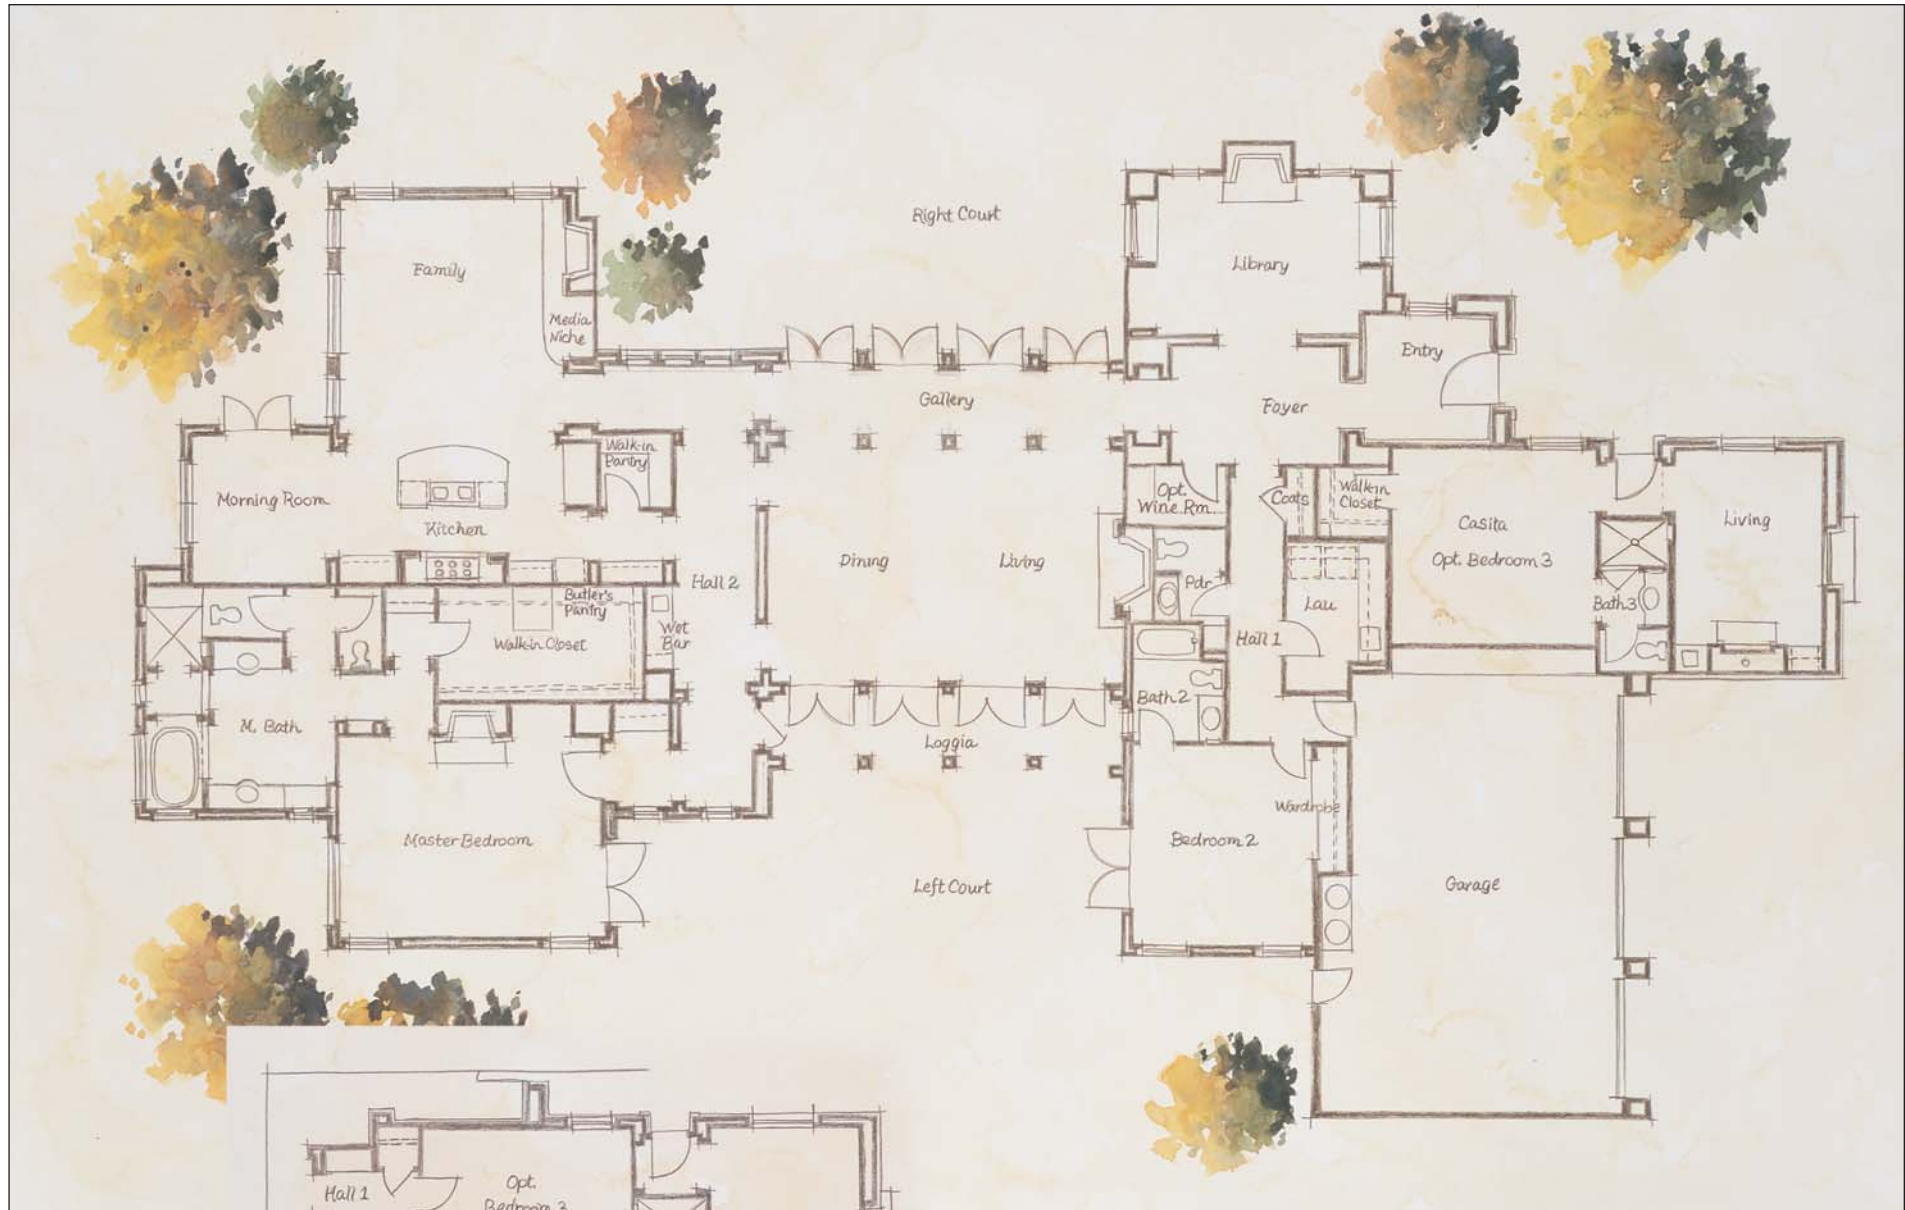 Right Court
Library
Family
Media
Niche
Entry
Gallery
Foyer
Walk-in
Pantry
Morning Room
Kitchen
Opt.
Wine Rm.
Coats
Walk-in
Closet
Casita
Opt. Bedroom 3
Living
Dining
Living
Hall 2
Pdr
Butler's
Pantry
Walk-in Closet
Wet
Bar
Lau
Bath 3
Hall 1
M. Bath
Bath 2
Loggia
Master Bedroom
Wardrobe
Bedroom 2
Left Court
Garage
Opt.
Bedroom 3
Hall 1